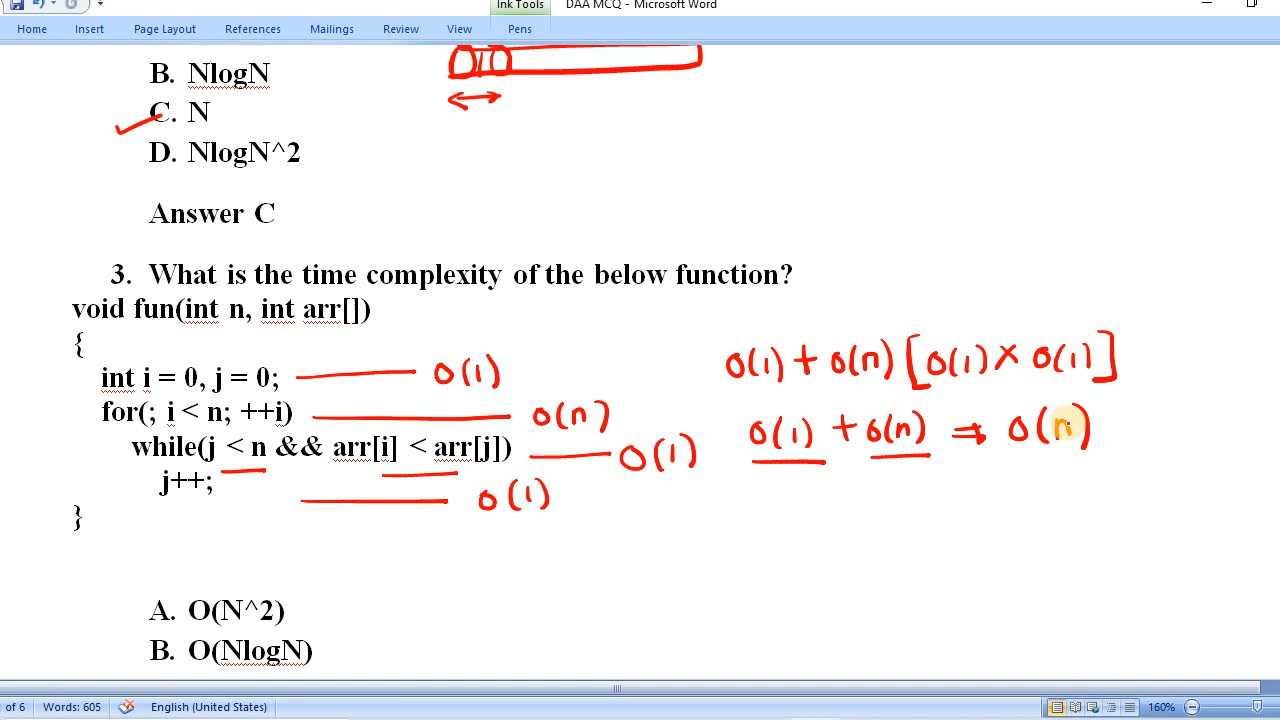 Ink Tools DAA MCQ - Microsoft Word
Home Insert Page Layout References Mailings Review View Pens
B. NlogN
C. N
D. NlogN^2
Answer C
3. What is the time complexity of the below function?
void fun(int n, int arr[])
{
O(1) + O(n) [O(1) × O(1)]
int i = 0, j = 0; O(1)
for(; i < n; ++i) O(n)
O(1) + O(n) ⇒ O(n)
while(j < n && arr[i] < arr[j]) O(1)
j++; O(1)
}
A. O(N^2)
B. O(NlogN)
of 6 Words: 605 English (United States) 160%